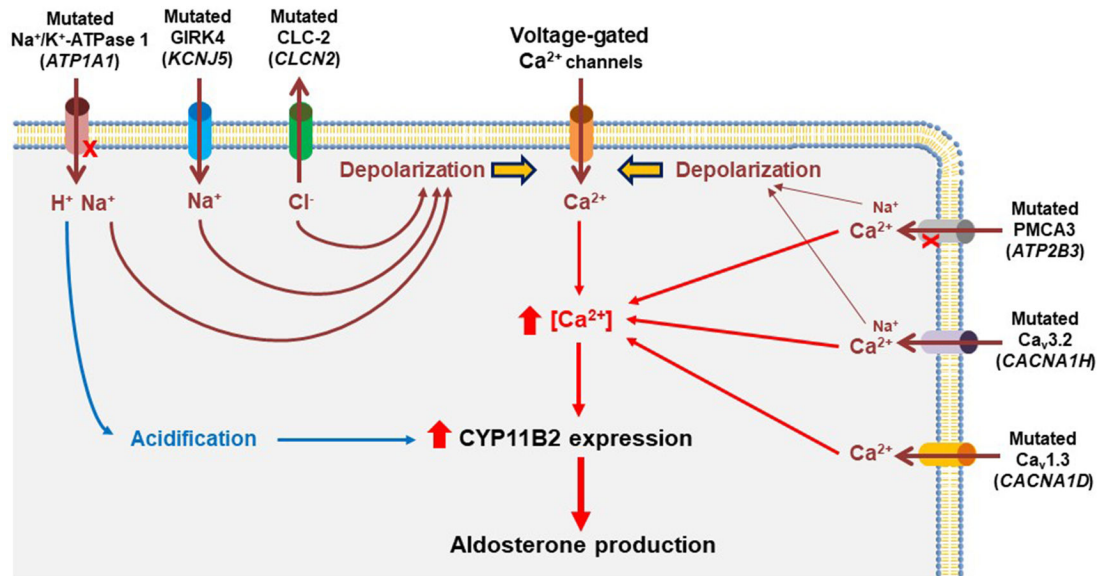 Mutated
Na⁺/K⁺-ATPase 1
(ATP1A1)
Mutated
GIRK4
(KCNJ5)
Mutated
CLC-2
(CLCN2)
Voltage-gated
Ca²⁺ channels
X
H⁺ Na⁺
Na⁺
Cl⁻
Depolarization
Ca²⁺
Depolarization
Na⁺
Ca²⁺
X
Mutated
PMCA3
(ATP2B3)
[Ca²⁺]
Na⁺
Ca²⁺
Mutated
Caᵥ3.2
(CACNA1H)
Acidification
CYP11B2 expression
Ca²⁺
Mutated
Caᵥ1.3
(CACNA1D)
Aldosterone production